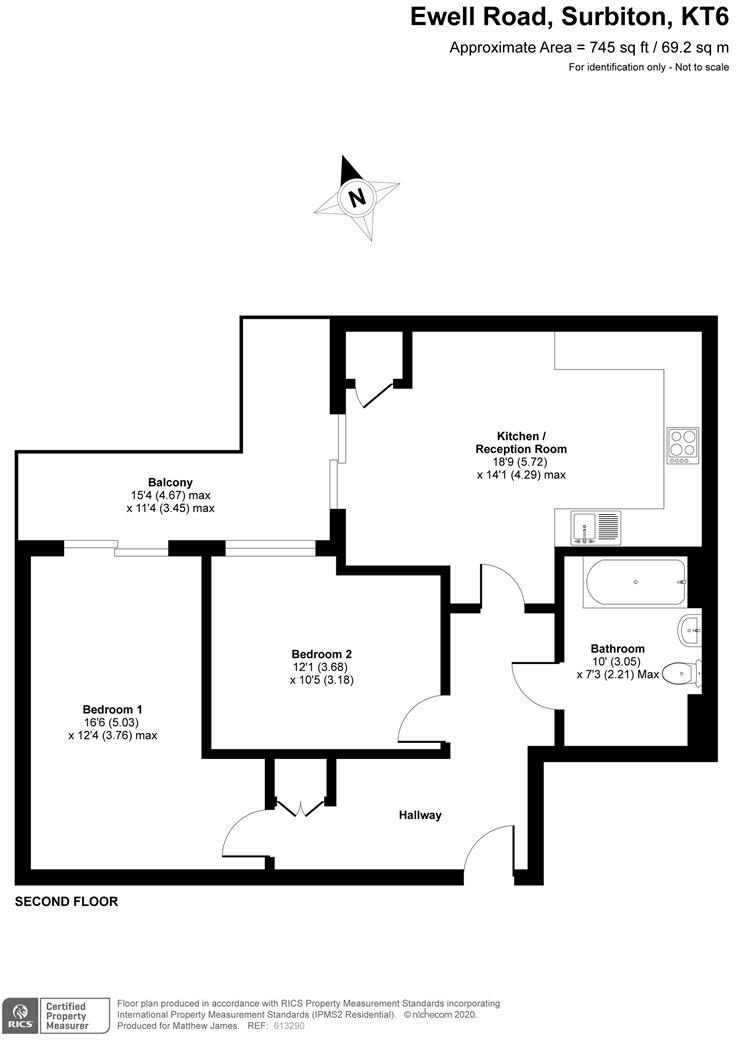 Ewell Road, Surbiton, KT6
Approximate Area = 745 sq ft / 69.2 sq m
For identification only - Not to scale
N
Kitchen /
Reception Room
18'9 (5.72)
x 14'1 (4.29) max
Balcony
15'4 (4.67) max
x 11'4 (3.45) max
Bedroom 2
12'1 (3.68)
x 10'5 (3.18)
Bathroom
10' (3.05)
x 7'3 (2.21) Max
Bedroom 1
16'6 (5.03)
x 12'4 (3.76) max
Hallway
SECOND FLOOR
RICS
Certified
Property
Measurer
Floor plan produced in accordance with RICS Property Measurement Standards incorporating
International Property Measurement Standards (IPMS2 Residential). © nichecom 2020.
Produced for Matthew James. REF: 613290